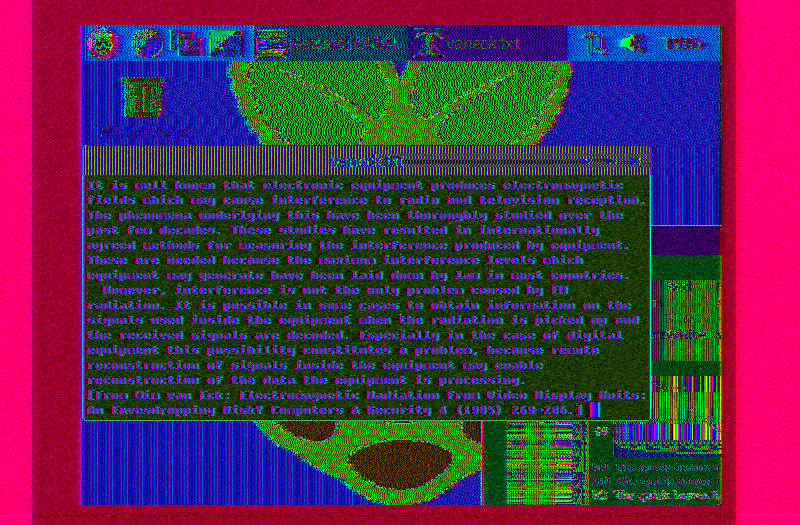 vaneck.txt
vaneck.txt
It is well known that electronic equipment produces electromagnetic
fields which may cause interference to radio and television reception.
The phenomena underlying this have been thoroughly studied over the
past few decades. These studies have resulted in internationally
agreed methods for measuring the interference produced by equipment.
These are needed because the maximum interference levels which
equipment may generate have been laid down by law in most countries.
However, interference is not the only problem caused by EM
radiation. It is possible in some cases to obtain information on the
signals used inside the equipment when the radiation is picked up and
the received signals are decoded. Especially in the case of digital
equipment this possibility constitutes a problem, because remote
reconstruction of signals inside the equipment may enable
reconstruction of the data the equipment is processing.
[From Wim van Eck: Electromagnetic Radiation from Video Display Units:
An Eavesdropping Risk? Computers & Security 4 (1985) 269-286.]
The quick brown